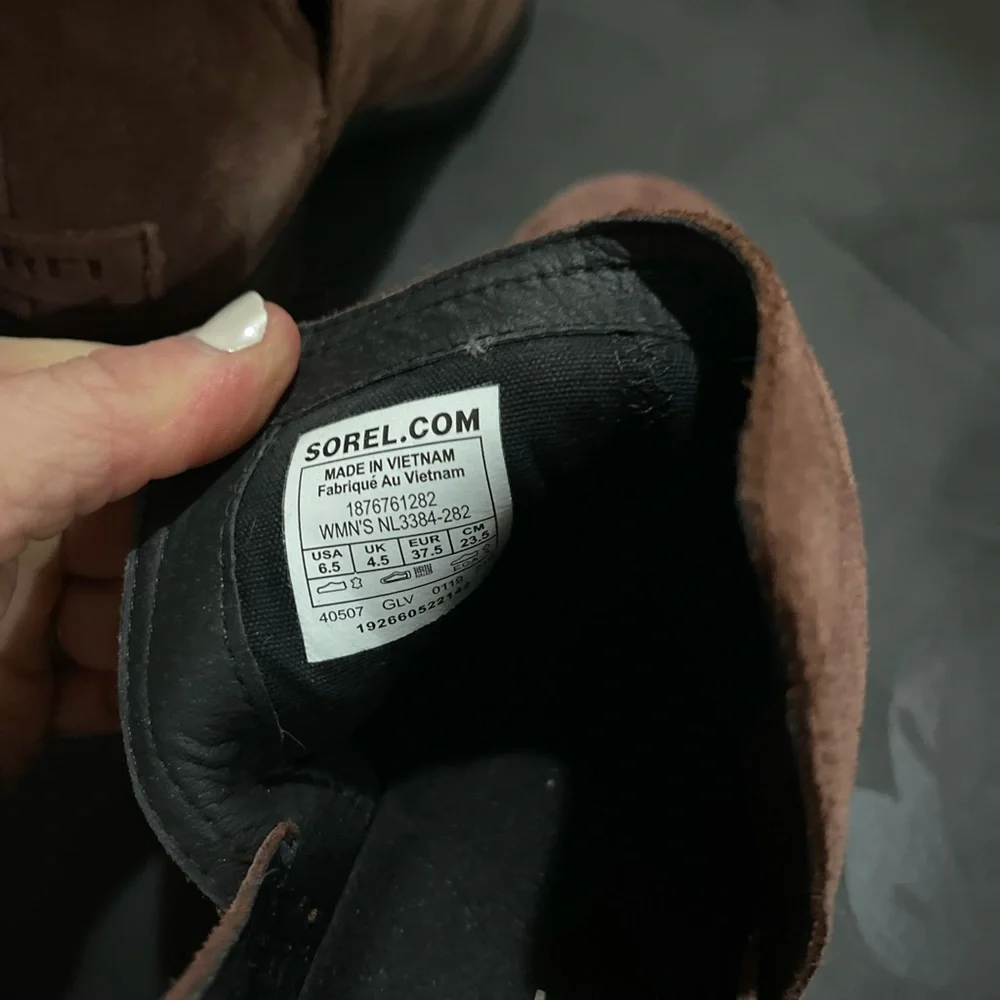 SOREL.COM
MADE IN VIETNAM
Fabriqué Au Vietnam
1876761282
WMN'S NL3384-282
USA UK EUR CM
6.5 4.5 37.5 23.5
40507 GLV 0119